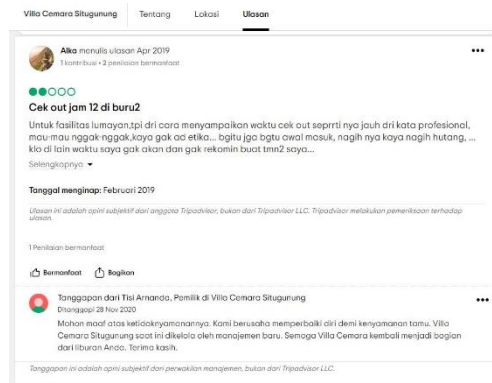 Villa Cemara Situgunung Tentang Lokasi Ulasan
Alka menulis ulasan Apr 2019
1 kontribusi • 2 penilaian bermanfaat
Cek out jam 12 di buru2
Untuk fasilitas lumayan,tpi dri cara menyampaikan waktu cek out seprrti nya jauh dri kata profesional,
mau-mau nggak-nggak,kaya gak ad etika... bgitu jga bgtu awal masuk, nagih nya kaya nagih hutang, ...
klo di lain waktu saya gak akan dan gak rekomin buat tmn2 saya...
Selengkapnya
Tanggal menginap: Februari 2019
Ulasan ini adalah opini subjektif dari anggota Tripadvisor, bukan dari Tripadvisor LLC. Tripadvisor melakukan pemeriksaan terhadap
ulasan.
1 Penilaian bermanfaat
Bermanfaat Bagikan
Tanggapan dari Tisi Arnanda, Pemilik di Villa Cemara Situgunung
Ditanggapi 28 Nov 2020
Mohon maaf atas ketidaknyamanannya. Kami berusaha memperbaiki diri demi kenyamanan tamu. Villa
Cemara Situgunung saat ini dikelola oleh manajemen baru. Semoga Villa Cemara kembali menjadi bagian
dari liburan Anda. Terima kasih.
Tanggapan ini adalah opini subjektif dari perwakilan manajemen, bukan dari Tripadvisor LLC.